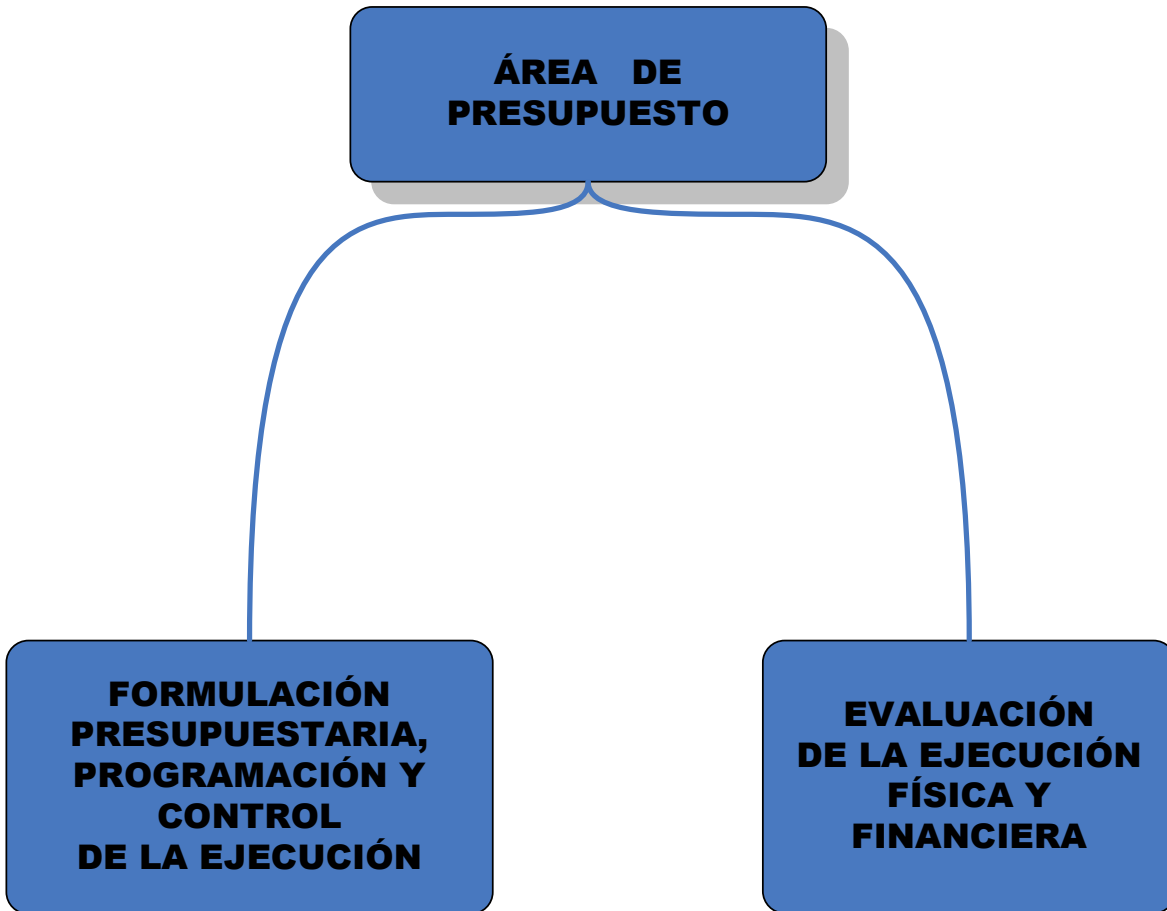 ÁREA DE
PRESUPUESTO
FORMULACIÓN
PRESUPUESTARIA,
PROGRAMACIÓN Y
CONTROL
DE LA EJECUCIÓN
EVALUACIÓN
DE LA EJECUCIÓN
FÍSICA Y
FINANCIERA